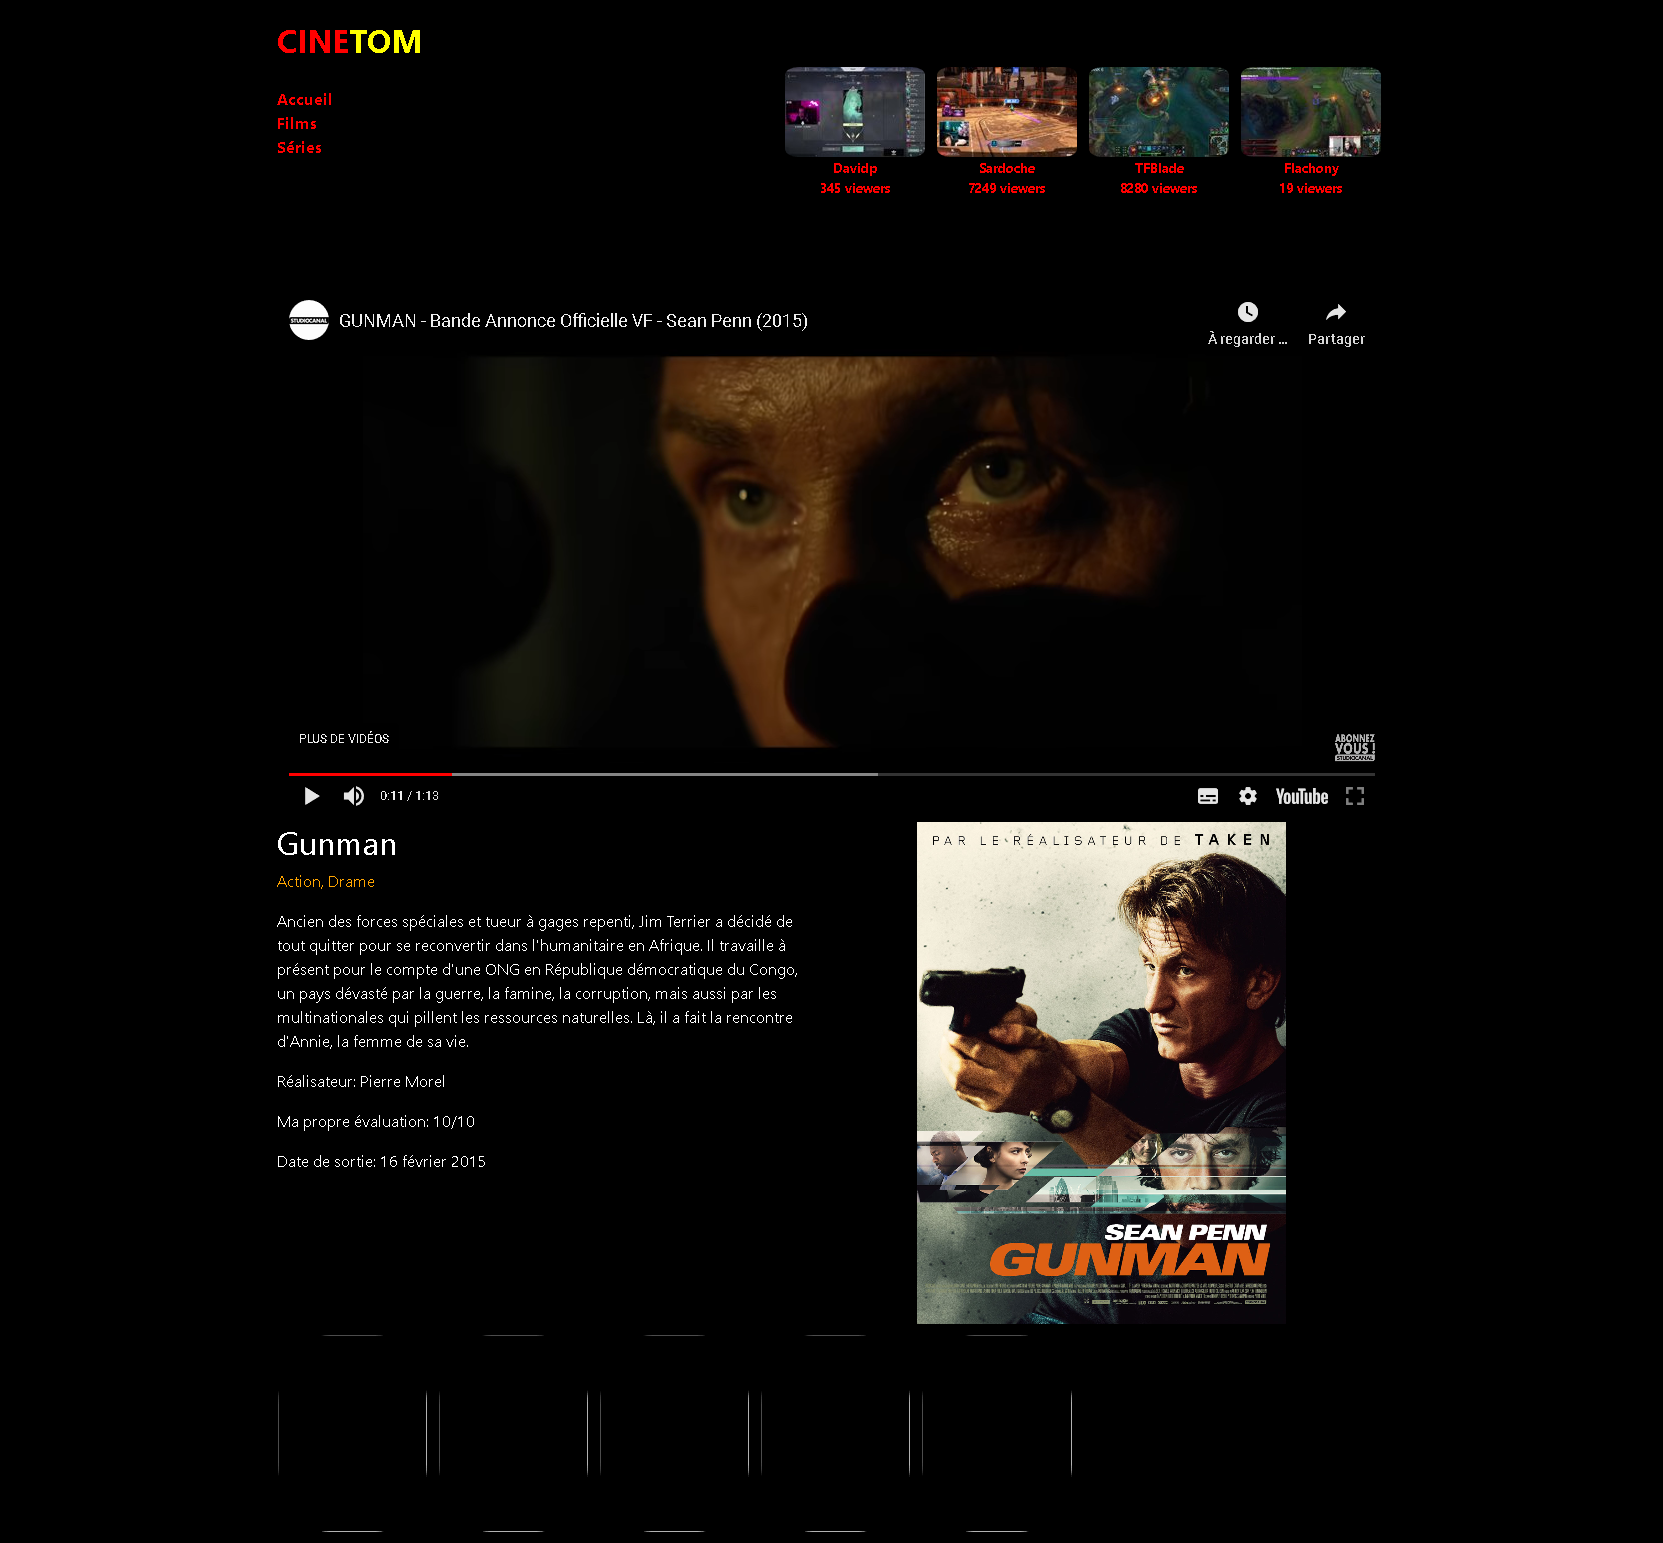 CINETOM
Accueil
Films
Séries
Davidp
345 viewers
Sardoche
7249 viewers
TFBlade
8280 viewers
Flachony
19 viewers
STUDIOCANAL
GUNMAN - Bande Annonce Officielle VF - Sean Penn (2015)
À regarder ...
Partager
PLUS DE VIDÉOS
ABONNEZ
VOUS !
STUDIOCANAL
0:11 / 1:13
YouTube
Gunman
Action, Drame
Ancien des forces spéciales et tueur à gages repenti, Jim Terrier a décidé de
tout quitter pour se reconvertir dans l'humanitaire en Afrique. Il travaille à
présent pour le compte d'une ONG en République démocratique du Congo,
un pays dévasté par la guerre, la famine, la corruption, mais aussi par les
multinationales qui pillent les ressources naturelles. Là, il a fait la rencontre
d'Annie, la femme de sa vie.
Réalisateur: Pierre Morel
Ma propre évaluation: 10/10
Date de sortie: 16 février 2015
PAR LE RÉALISATEUR DE TAKEN
SEAN PENN
GUNMAN